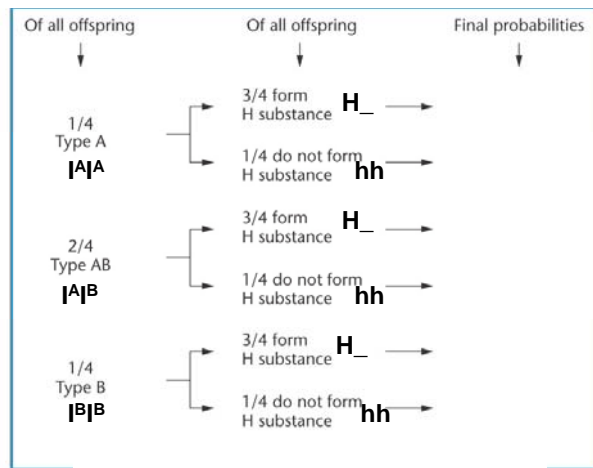 Of all offspring
Of all offspring
Final probabilities
3/4 form
H substance H_
1/4
Type A
IᴬIᴬ
1/4 do not form
H substance hh
3/4 form
H substance H_
2/4
Type AB
IᴬIᴮ
1/4 do not form
H substance hh
3/4 form
H substance H_
1/4
Type B
IᴮIᴮ
1/4 do not form
H substance hh